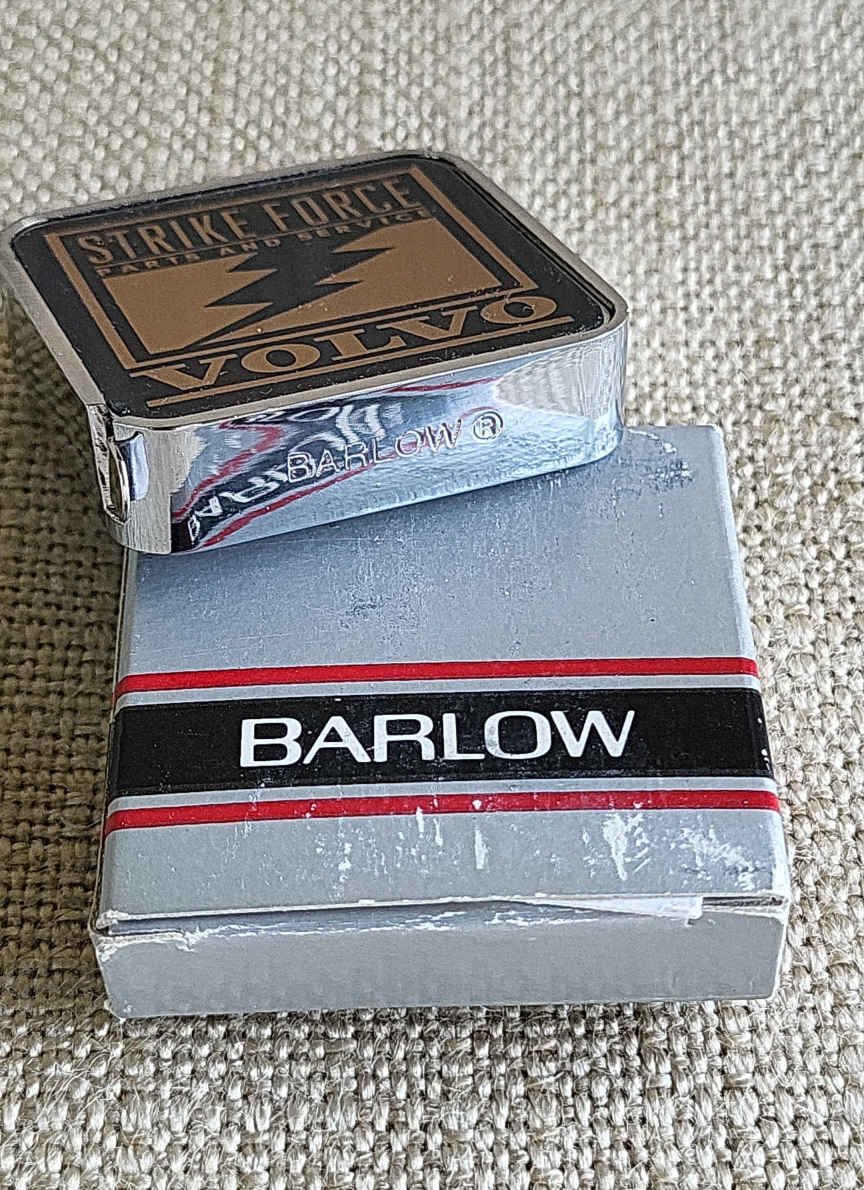 STRIKE FORCE
PARTS AND SERVICE
VOLVO
BARLOW ®
BARLOW